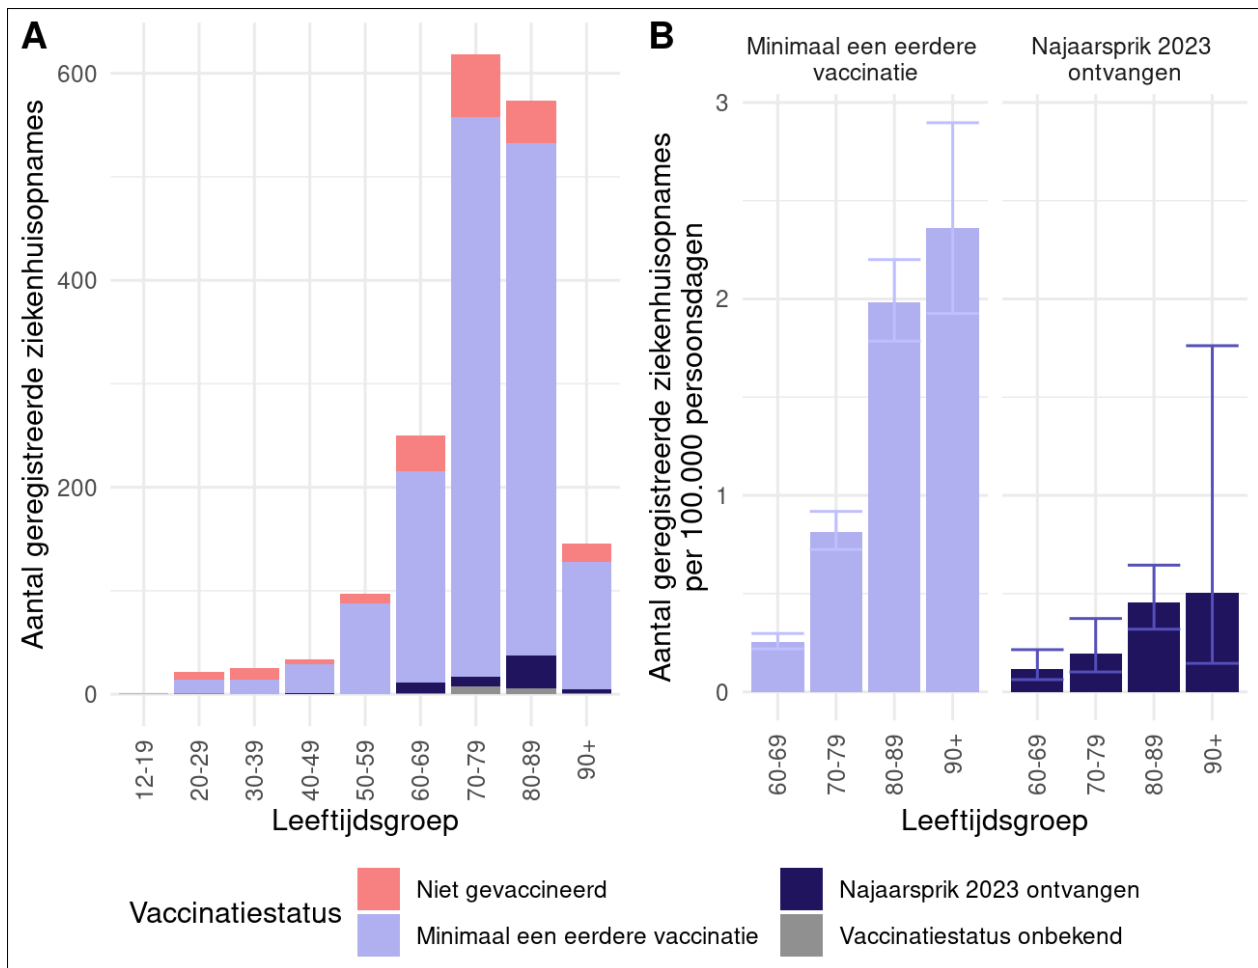 A
Aantal geregistreerde ziekenhuisopnames
600
400
200
0
12-19
20-29
30-39
40-49
50-59
60-69
70-79
80-89
90+
Leeftijdsgroep
B
Minimaal een eerdere
vaccinatie
Najaarsprik 2023
ontvangen
Aantal geregistreerde ziekenhuisopnames
per 100.000 persoonsdagen
3
2
1
0
60-69
70-79
80-89
90+
60-69
70-79
80-89
90+
Leeftijdsgroep
Vaccinatiestatus
Niet gevaccineerd
Minimaal een eerdere vaccinatie
Najaarsprik 2023 ontvangen
Vaccinatiestatus onbekend